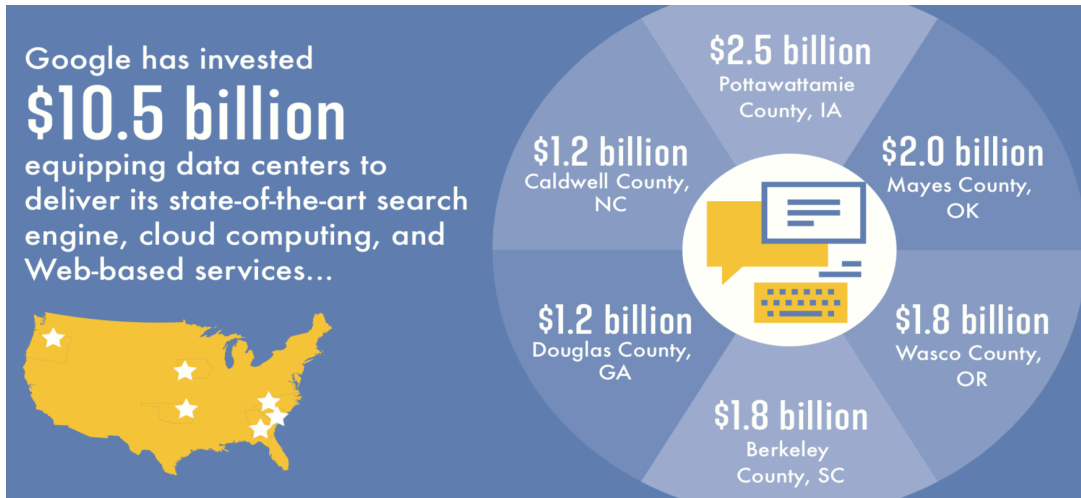 Google has invested
$10.5 billion
equipping data centers to
deliver its state-of-the-art search
engine, cloud computing, and
Web-based services...
$2.5 billion
Pottawattamie
County, IA
$2.0 billion
Mayes County,
OK
$1.8 billion
Wasco County,
OR
$1.8 billion
Berkeley
County, SC
$1.2 billion
Douglas County,
GA
$1.2 billion
Caldwell County,
NC